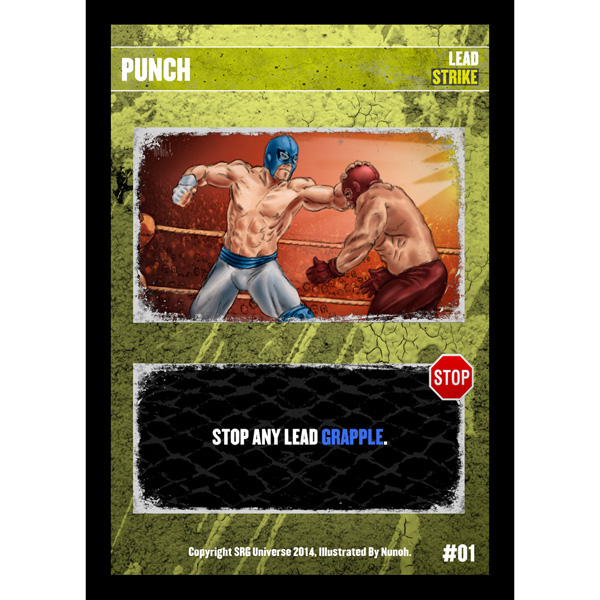 PUNCH
LEAD
STRIKE
STOP
STOP ANY LEAD GRAPPLE.
Copyright SRG Universe 2014, Illustrated By Nunoh.
#01